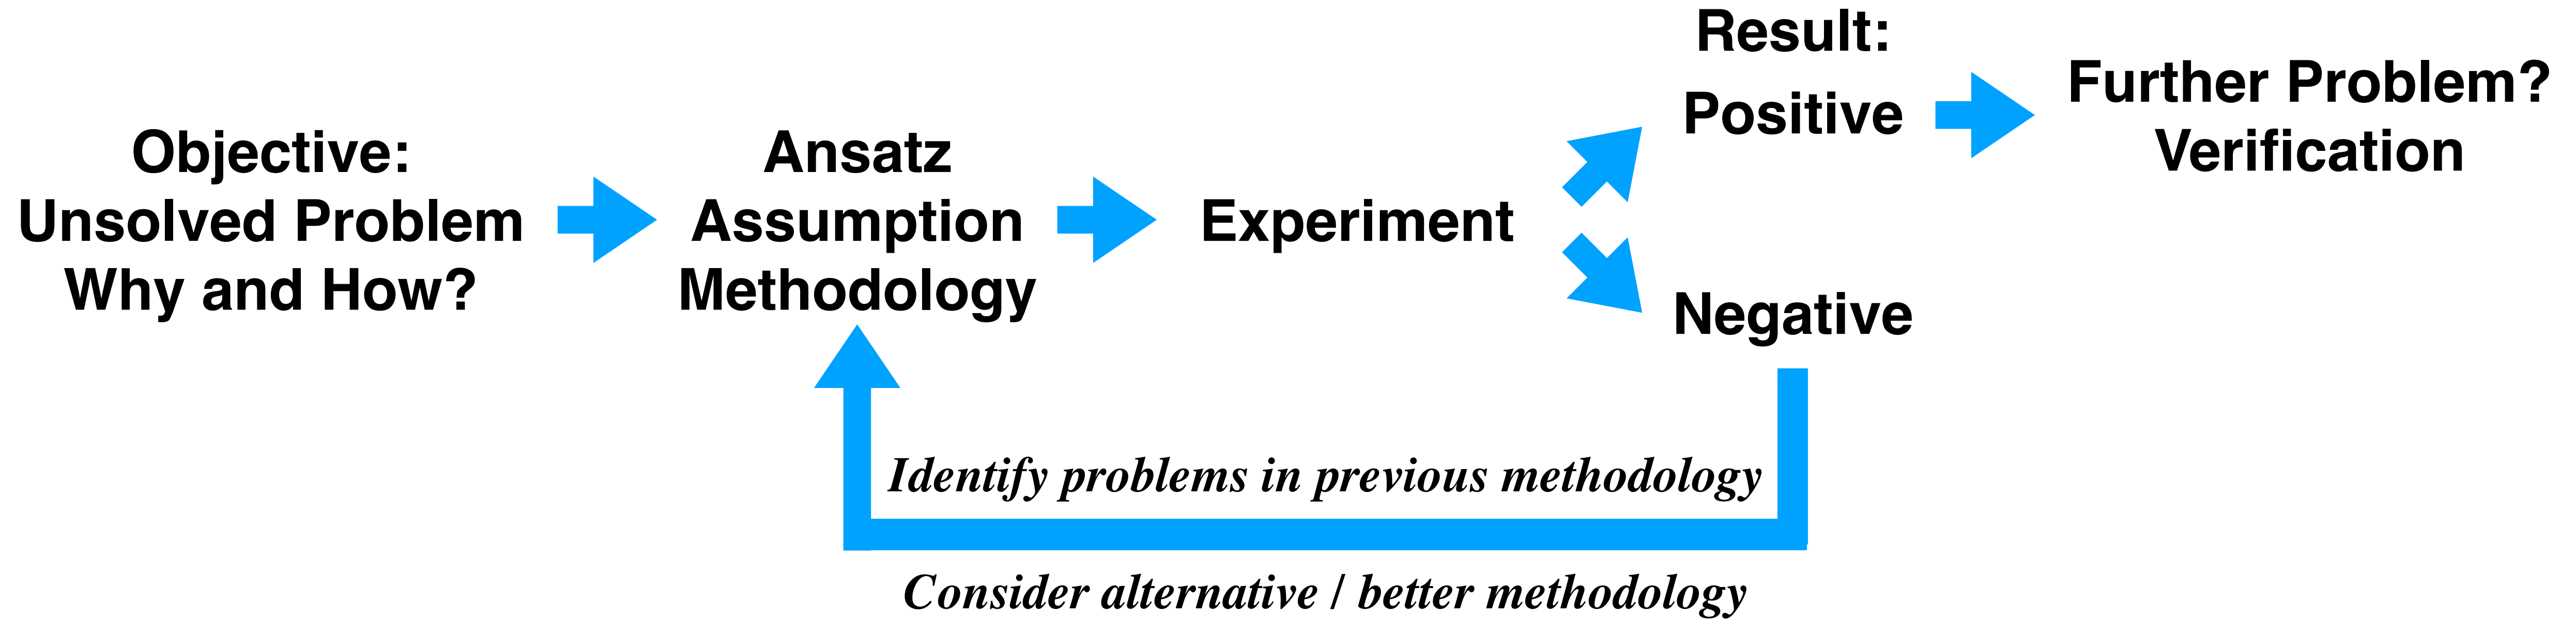 Objective:
Unsolved Problem
Why and How?
Ansatz
Assumption
Methodology
Experiment
Result:
Positive
Negative
Further Problem?
Verification
Identify problems in previous methodology
Consider alternative / better methodology